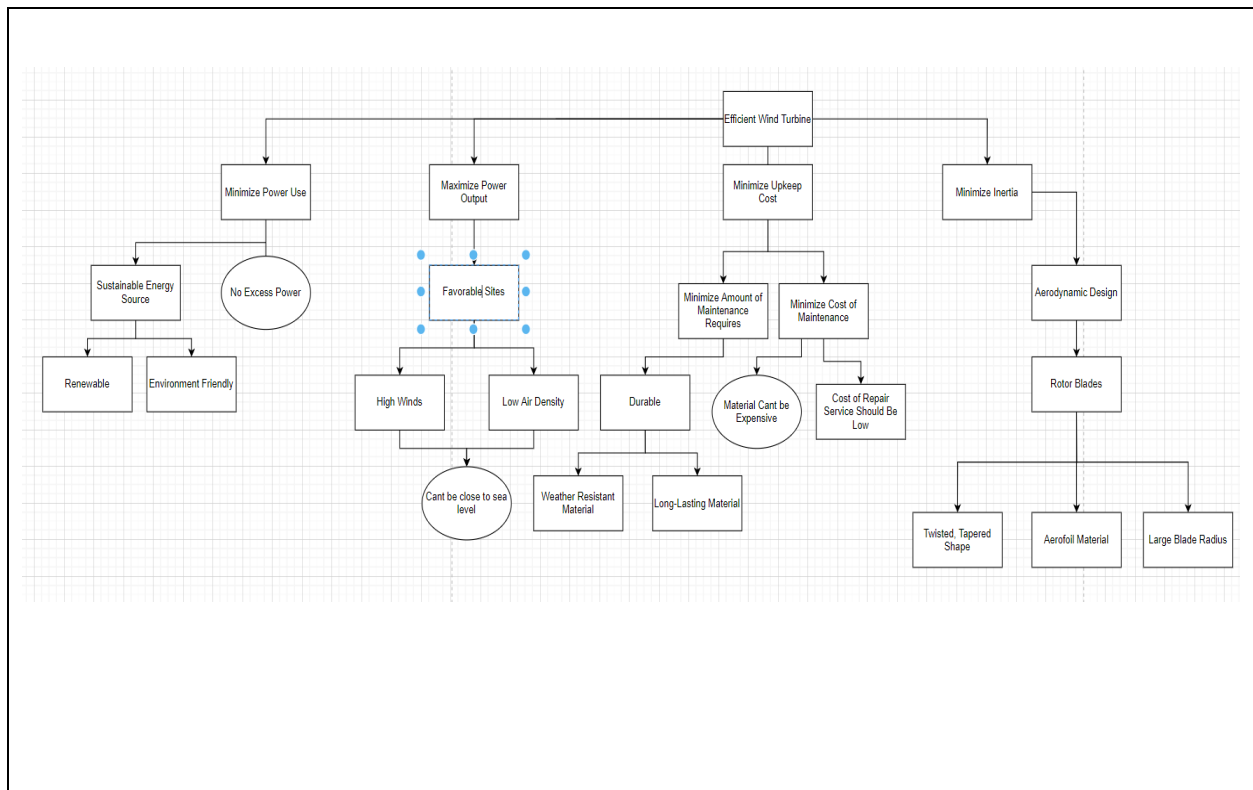 Efficient Wind Turbine
Minimize Power Use
Maximize Power
Output
Minimize Upkeep
Cost
Minimize Inertia
Sustainable Energy
Source
No Excess Power
Favorable Sites
Minimize Amount of
Maintenance
Requires
Minimize Cost of
Maintenance
Aerodynamic Design
Renewable
Environment Friendly
High Winds
Low Air Density
Durable
Material Cant be
Expensive
Cost of Repair
Service Should Be
Low
Rotor Blades
Cant be close to sea
level
Weather Resistant
Material
Long-Lasting Material
Twisted, Tapered
Shape
Aerofoil Material
Large Blade Radius